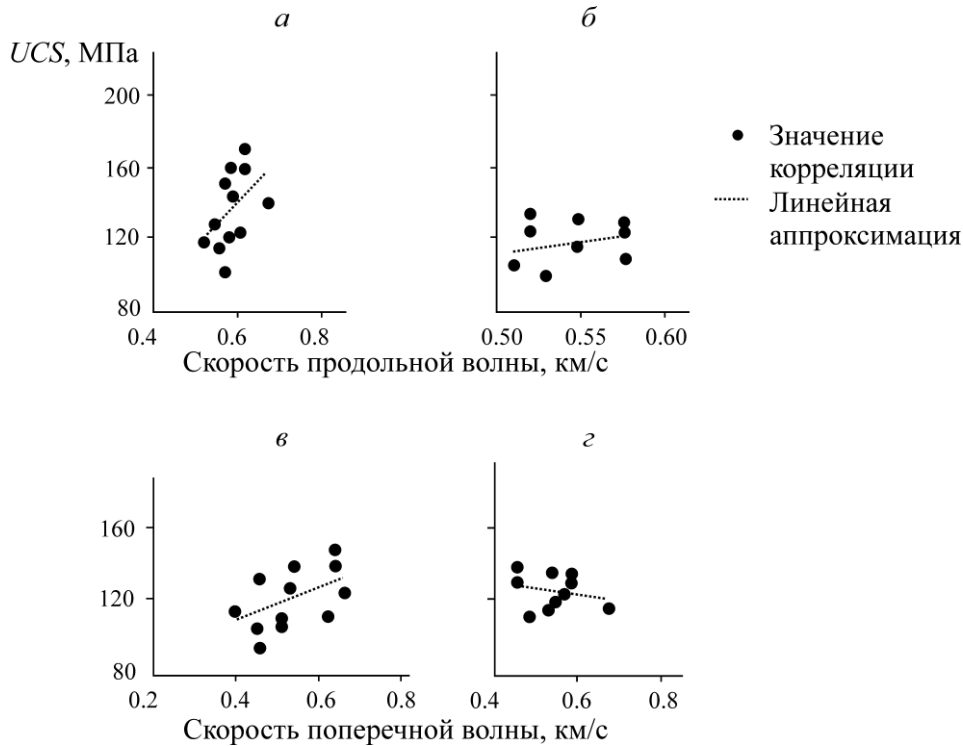 а
б
UCS, МПа
200
160
120
80
0.4
0.6
0.8
0.50
0.55
0.60
Скорость продольной волны, км/с
Значение
корреляции
Линейная
аппроксимация
в
г
160
120
80
0.2
0.4
0.6
0.8
0.4
0.6
0.8
Скорость поперечной волны, км/с